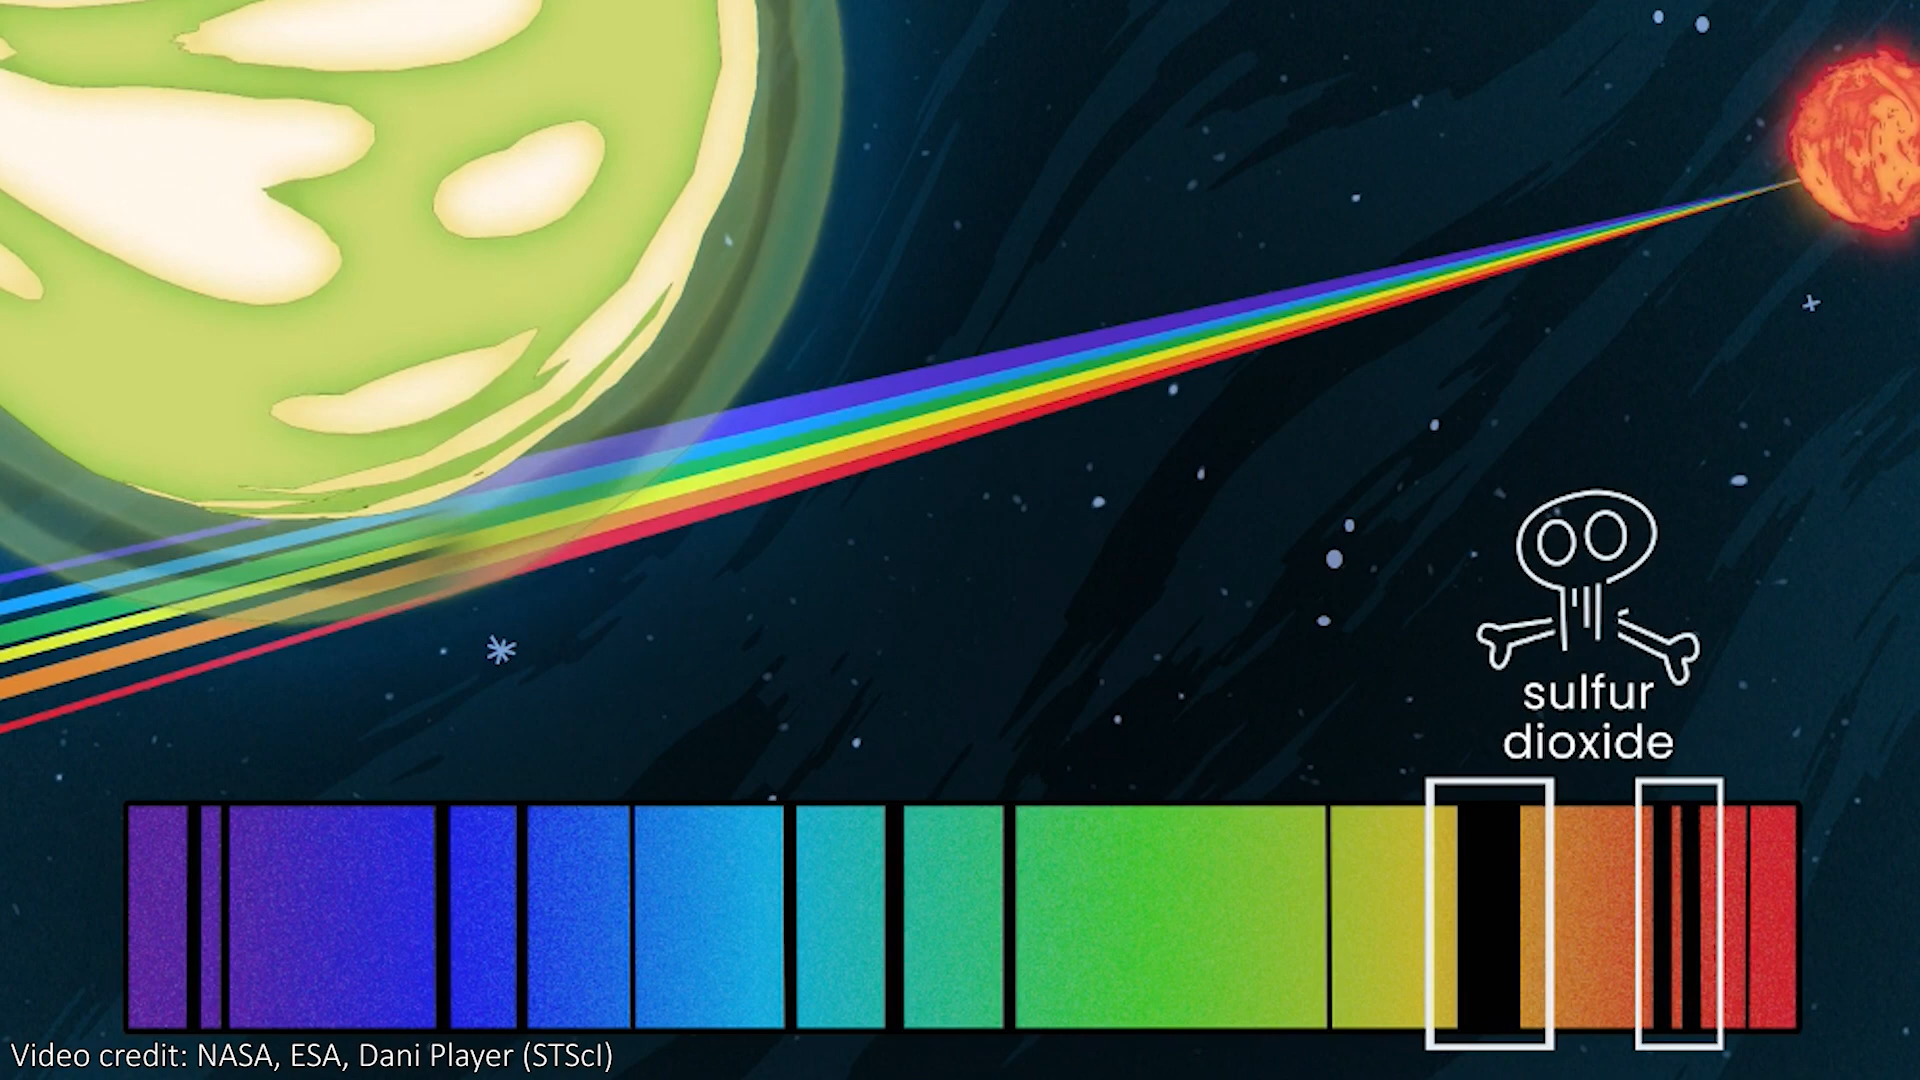 sulfur
dioxide
Video credit: NASA, ESA, Dani Player (STScI)